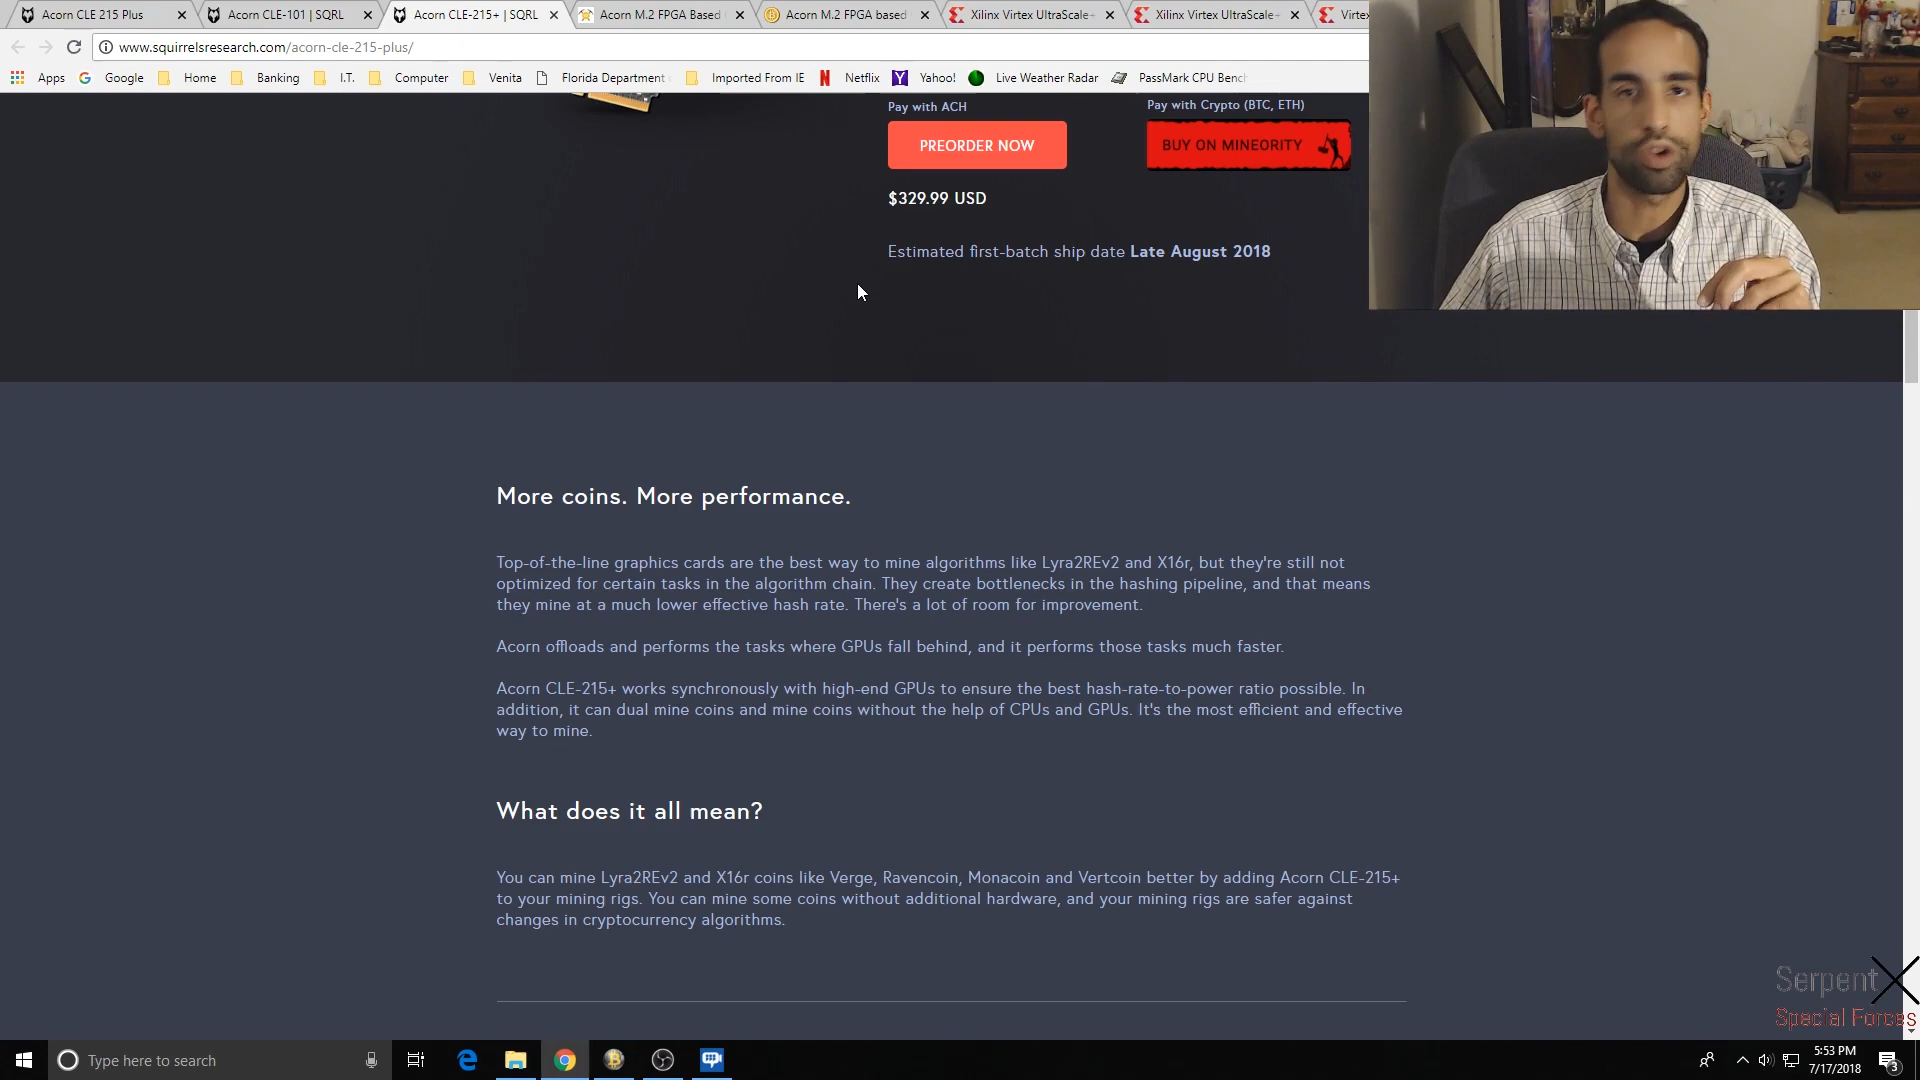 Acorn CLE 215 Plus
Acorn CLE-101 | SQRL
Acorn CLE-215+ | SQRL
Acorn M.2 FPGA Based
Acorn M.2 FPGA based
Xilinx Virtex UltraScale+
Xilinx Virtex UltraScale+
Virtex
www.squirrelsresearch.com/acorn-cle-215-plus/
Apps Google Home Banking I.T. Computer Venita Florida Department Imported From IE Netflix Yahoo! Live Weather Radar PassMark CPU Bench
Pay with ACH
Pay with Crypto (BTC, ETH)
PREORDER NOW
BUY ON MINEORITY
$329.99 USD
Estimated first-batch ship date Late August 2018
More coins. More performance.
Top-of-the-line graphics cards are the best way to mine algorithms like Lyra2REv2 and X16r, but they're still not
optimized for certain tasks in the algorithm chain. They create bottlenecks in the hashing pipeline, and that means
they mine at a much lower effective hash rate. There's a lot of room for improvement.
Acorn offloads and performs the tasks where GPUs fall behind, and it performs those tasks much faster.
Acorn CLE-215+ works synchronously with high-end GPUs to ensure the best hash-rate-to-power ratio possible. In
addition, it can dual mine coins and mine coins without the help of CPUs and GPUs. It's the most efficient and effective
way to mine.
What does it all mean?
You can mine Lyra2REv2 and X16r coins like Verge, Ravencoin, Monacoin and Vertcoin better by adding Acorn CLE-215+
to your mining rigs. You can mine some coins without additional hardware, and your mining rigs are safer against
changes in cryptocurrency algorithms.
Serpent X
Special Forces
Type here to search
5:53 PM
7/17/2018
3